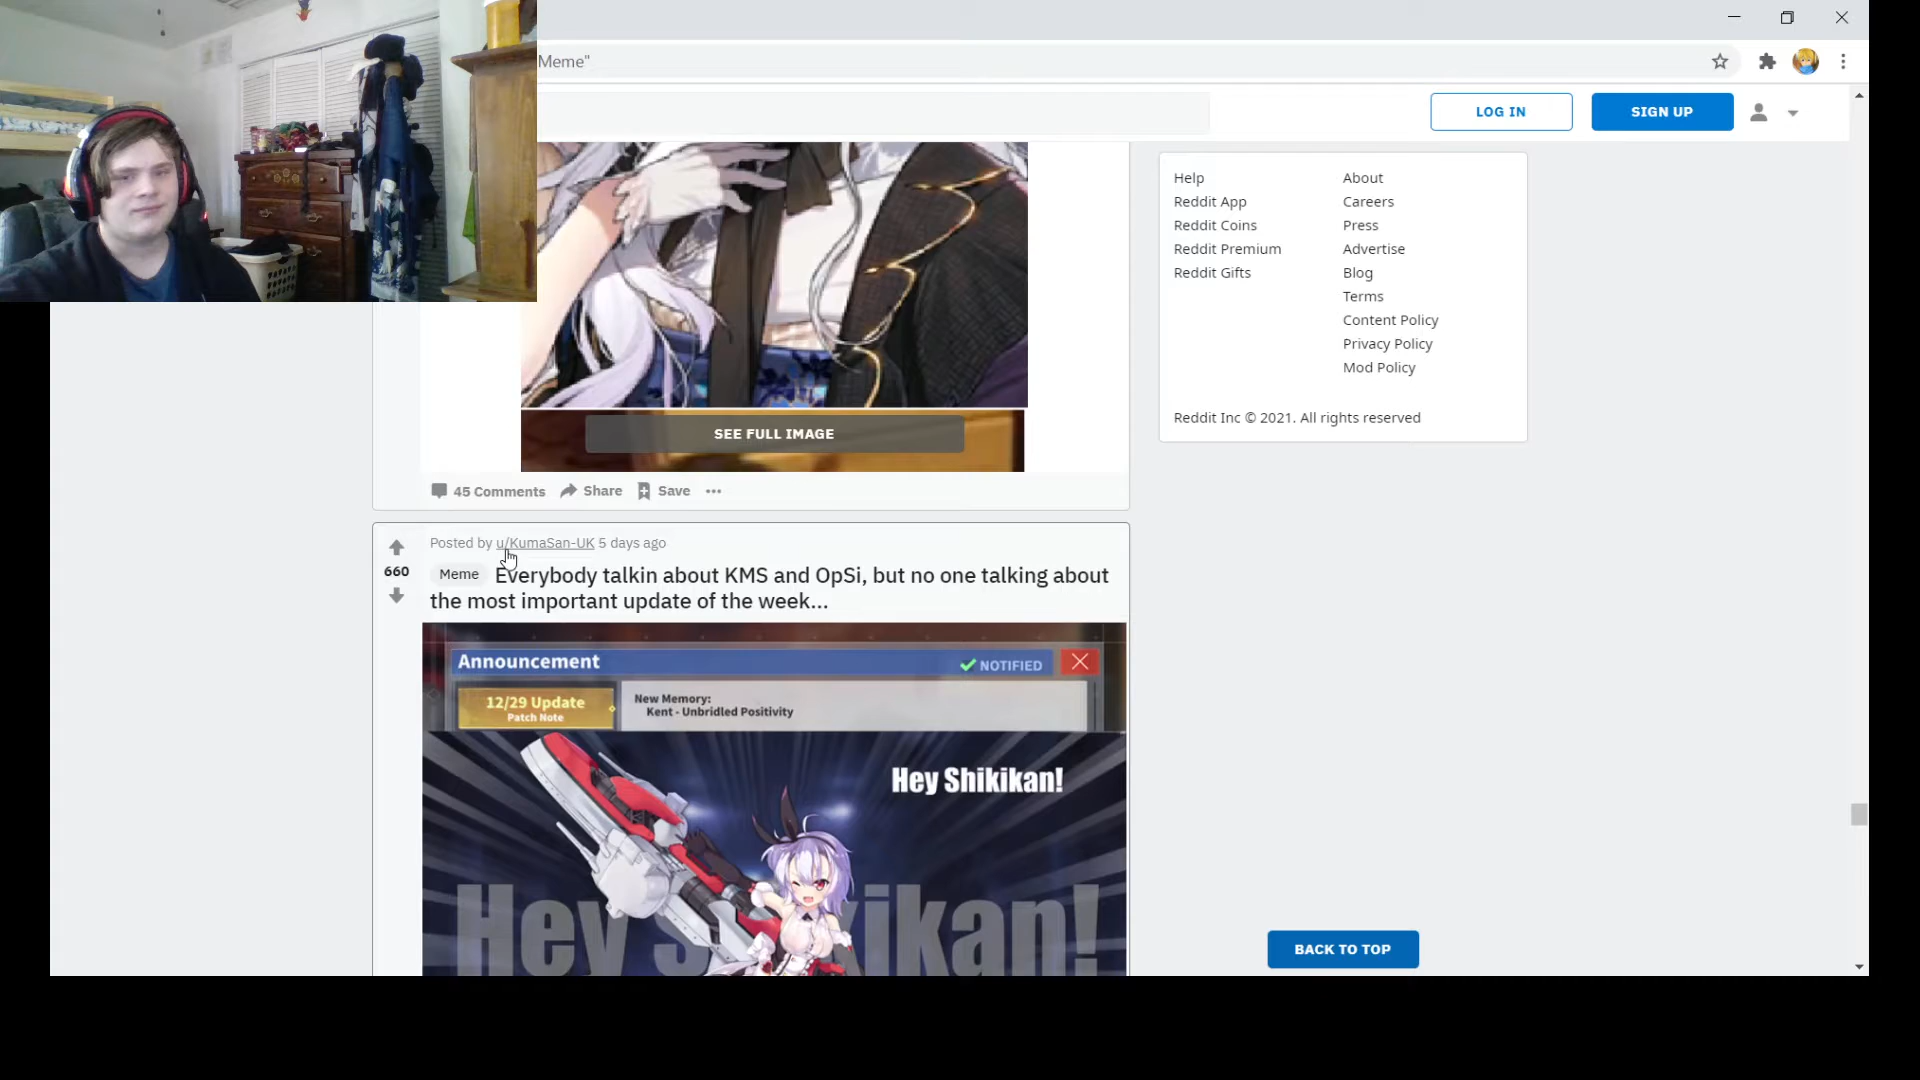 Meme"
LOG IN
SIGN UP
Help
About
Reddit App
Careers
Reddit Coins
Press
Reddit Premium
Advertise
Reddit Gifts
Blog
Terms
Content Policy
Privacy Policy
Mod Policy
Reddit Inc © 2021. All rights reserved
SEE FULL IMAGE
45 Comments
Share
Save
Posted by u/KumaSan-UK 5 days ago
660
Meme Everybody talkin about KMS and OpSi, but no one talking about
the most important update of the week...
Announcement
NOTIFIED
12/29 Update
Patch Note
New Memory:
Kent - Unbridled Positivity
Hey Shikikan!
BACK TO TOP